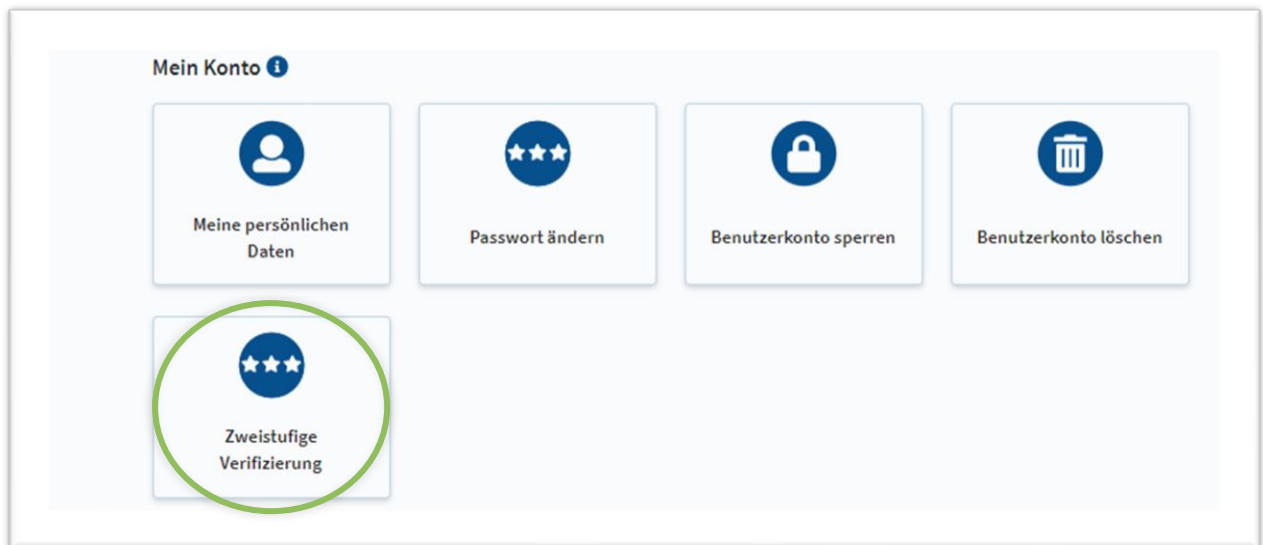 Mein Konto
Meine persönlichen
Daten
Passwort ändern
Benutzerkonto sperren
Benutzerkonto löschen
Zweistufige
Verifizierung